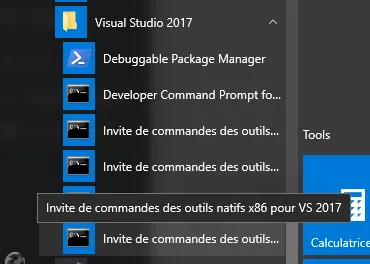 Visual Studio 2017
Debuggable Package Manager
Developer Command Prompt fo...
Invite de commandes des outils...
Invite de commandes des outils...
Invite de commandes des outils natifs x86 pour VS 2017
Invite de commandes des outils...
Tools
Calculatrice